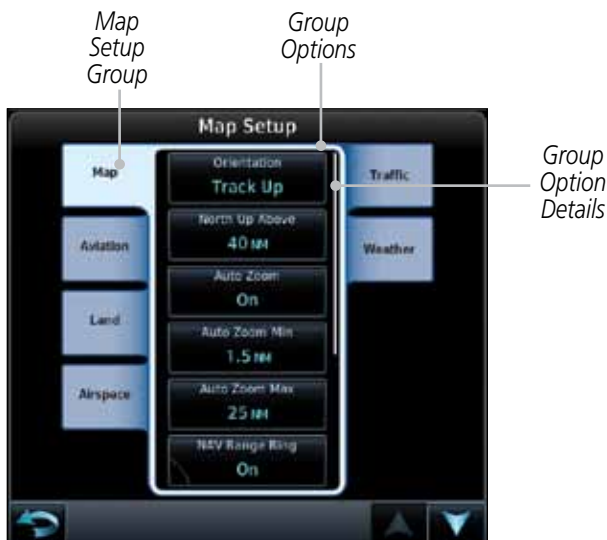 Map
Setup
Group
Group
Options
Map Setup
Map
Orientation
Track Up
Traffic
Group
Option
Details
Aviation
North Up Above
40 NM
Weather
Auto Zoom
On
Land
Auto Zoom Min
1.5 NM
Airspace
Auto Zoom Max
25 NM
NAV Range Ring
On